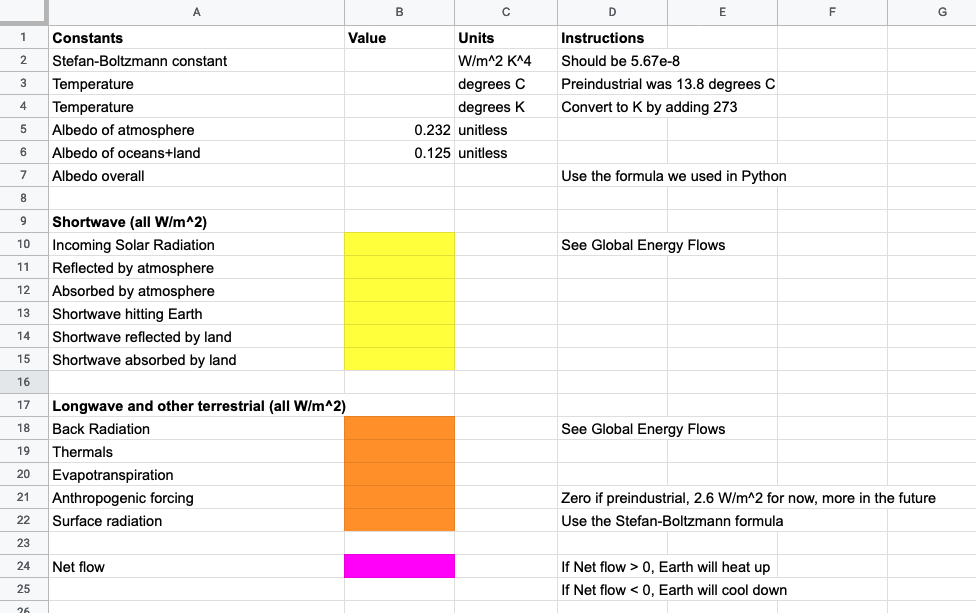 A B C D E F G
1 Constants Value Units Instructions
2 Stefan-Boltzmann constant W/m^2 K^4 Should be 5.67e-8
3 Temperature degrees C Preindustrial was 13.8 degrees C
4 Temperature degrees K Convert to K by adding 273
5 Albedo of atmosphere 0.232 unitless
6 Albedo of oceans+land 0.125 unitless
7 Albedo overall Use the formula we used in Python
8
9 Shortwave (all W/m^2)
10 Incoming Solar Radiation See Global Energy Flows
11 Reflected by atmosphere
12 Absorbed by atmosphere
13 Shortwave hitting Earth
14 Shortwave reflected by land
15 Shortwave absorbed by land
16
17 Longwave and other terrestrial (all W/m^2)
18 Back Radiation See Global Energy Flows
19 Thermals
20 Evapotranspiration
21 Anthropogenic forcing Zero if preindustrial, 2.6 W/m^2 for now, more in the future
22 Surface radiation Use the Stefan-Boltzmann formula
23
24 Net flow If Net flow > 0, Earth will heat up
25 If Net flow < 0, Earth will cool down
26